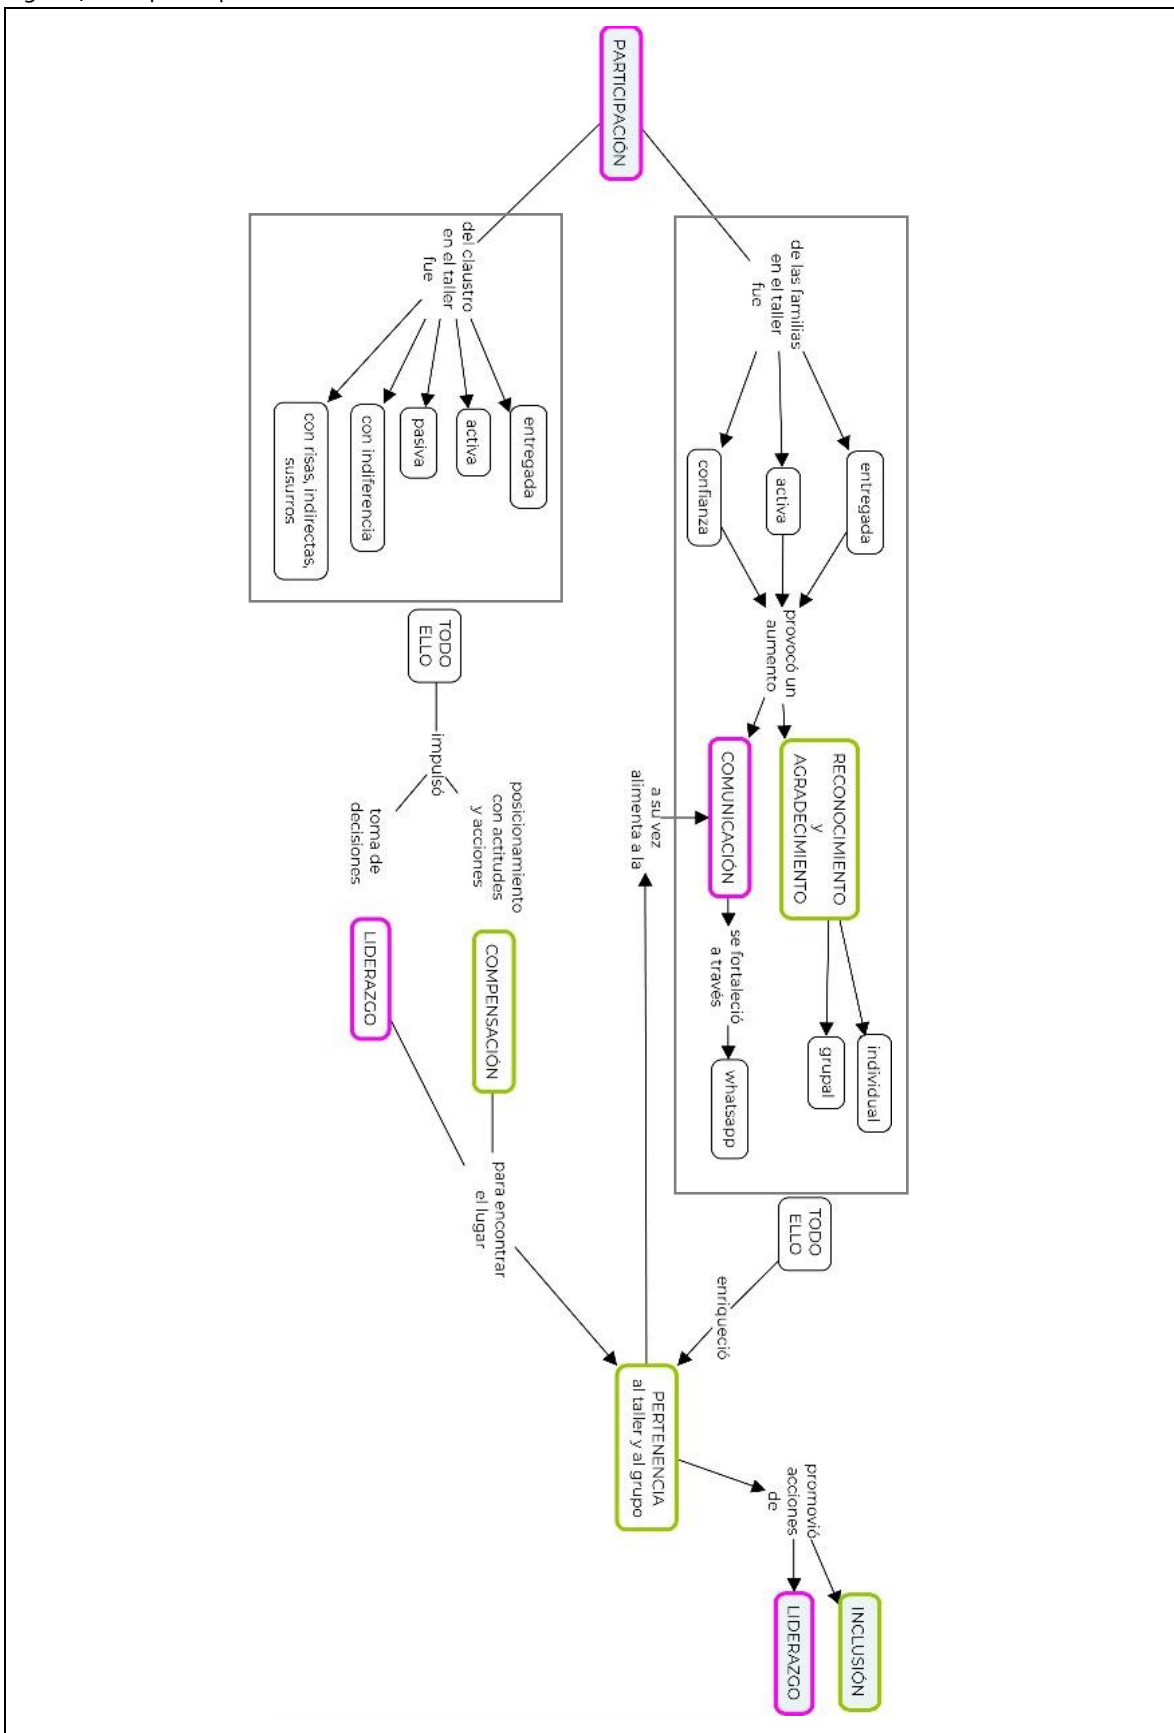 PARTICIPACIÓN
de las familias
en el taller
fue
entregada
activa
confianza
provocó un
aumento
RECONOCIMIENTO
y
AGRADECIMIENTO
individual
grupal
COMUNICACIÓN
se fortaleció
a través
whatsapp
TODO
ELLO
enriqueció
del claustro
en el taller
fue
entregada
activa
pasiva
con indiferencia
con risas, indirectas,
susurros
TODO
ELLO
impulsó
posicionamiento
con actitudes
y acciones
COMPENSACIÓN
toma de
decisiones
LIDERAZGO
para encontrar
el lugar
PERTENENCIA
al taller y al grupo
a su vez
alimenta a la
promovió
acciones
de
INCLUSIÓN
LIDERAZGO